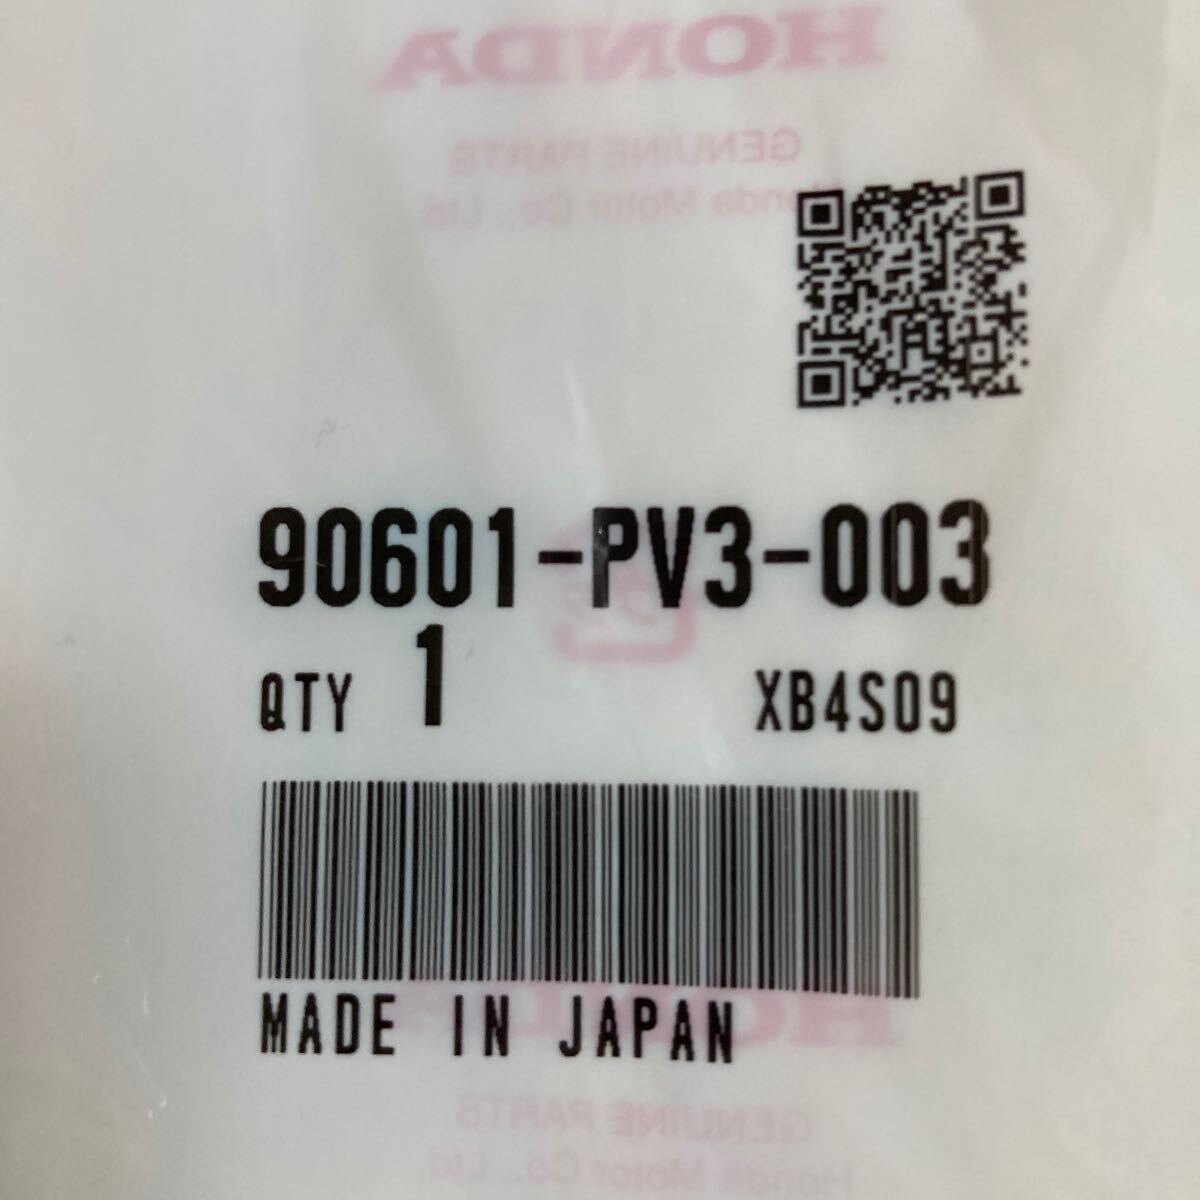 HONDA
GENUINE PARTS
Honda Motor Co., Ltd.
90601-PV3-003
QTY 1 XB4S09
MADE IN JAPAN
HONDA
GENUINE PARTS
Honda Motor Co., Ltd.